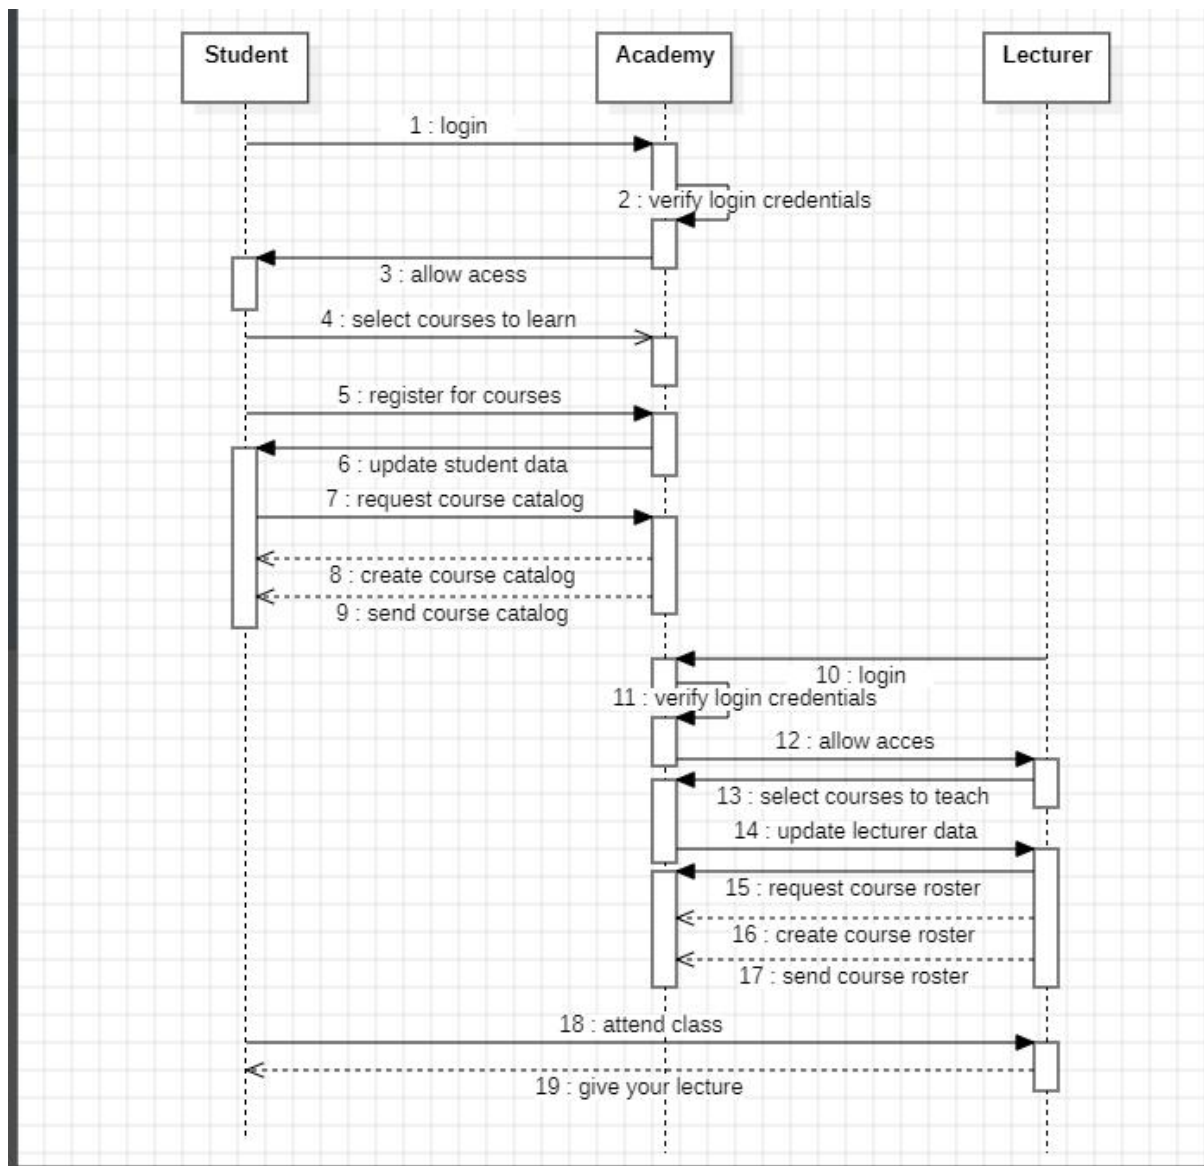 Student
Academy
Lecturer
1 : login
2 : verify login credentials
3 : allow acess
4 : select courses to learn
5 : register for courses
6 : update student data
7 : request course catalog
8 : create course catalog
9 : send course catalog
10 : login
11 : verify login credentials
12 : allow acces
13 : select courses to teach
14 : update lecturer data
15 : request course roster
16 : create course roster
17 : send course roster
18 : attend class
19 : give your lecture